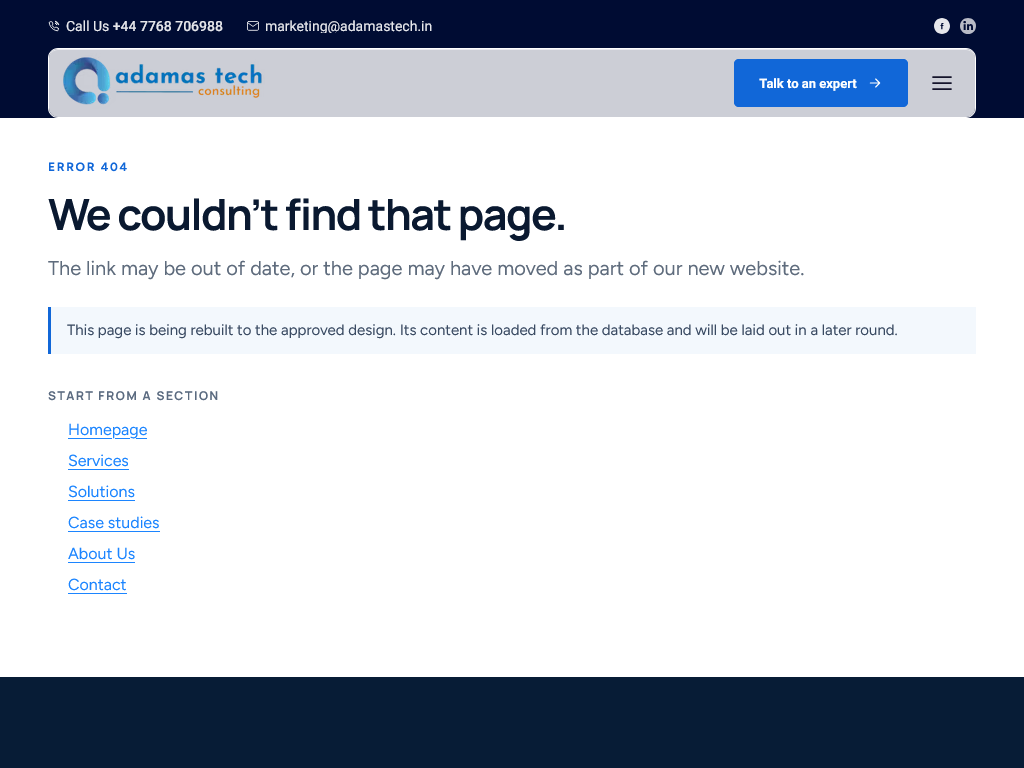 Call Us +44 7768 706988
marketing@adamastech.in
adamas tech
consulting
Talk to an expert
ERROR 404
We couldn’t find that page.
The link may be out of date, or the page may have moved as part of our new website.
This page is being rebuilt to the approved design. Its content is loaded from the database and will be laid out in a later round.
START FROM A SECTION
Homepage
Services
Solutions
Case studies
About Us
Contact